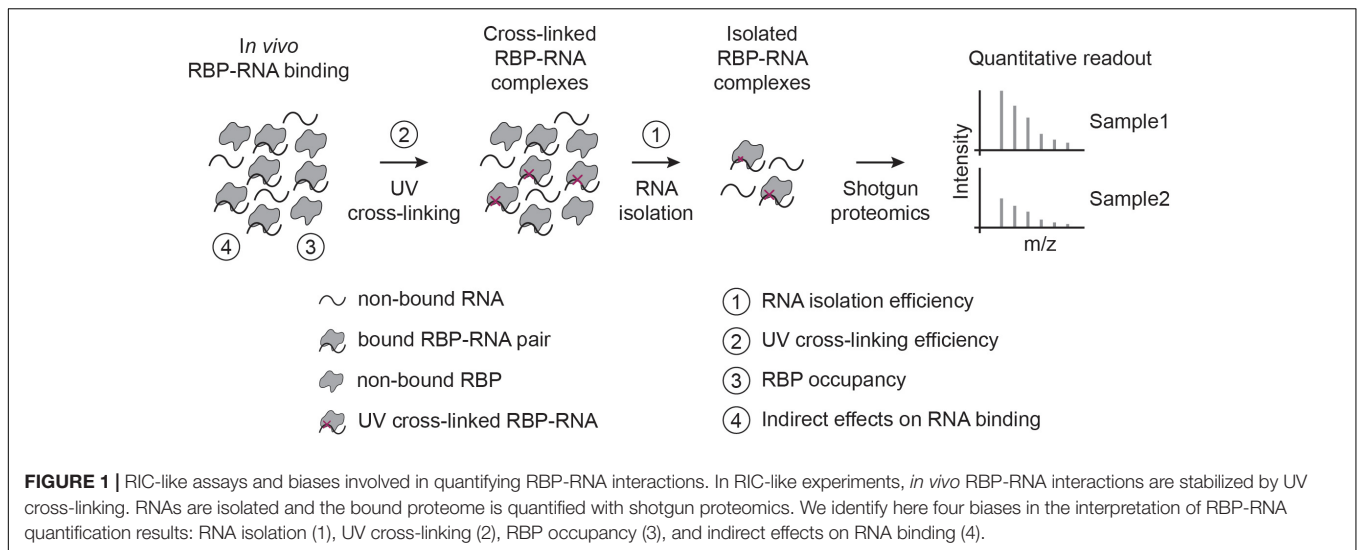 In vivo
RBP-RNA binding
②
UV
cross-linking
Cross-linked
RBP-RNA
complexes
①
RNA
isolation
Isolated
RBP-RNA
complexes
Shotgun
proteomics
Quantitative readout
Intensity
Sample1
Sample2
m/z
④
③
non-bound RNA
bound RBP-RNA pair
non-bound RBP
UV cross-linked RBP-RNA
① RNA isolation efficiency
② UV cross-linking efficiency
③ RBP occupancy
④ Indirect effects on RNA binding
FIGURE 1 | RIC-like assays and biases involved in quantifying RBP-RNA interactions. In RIC-like experiments, in vivo RBP-RNA interactions are stabilized by UV
cross-linking. RNAs are isolated and the bound proteome is quantified with shotgun proteomics. We identify here four biases in the interpretation of RBP-RNA
quantification results: RNA isolation (1), UV cross-linking (2), RBP occupancy (3), and indirect effects on RNA binding (4).